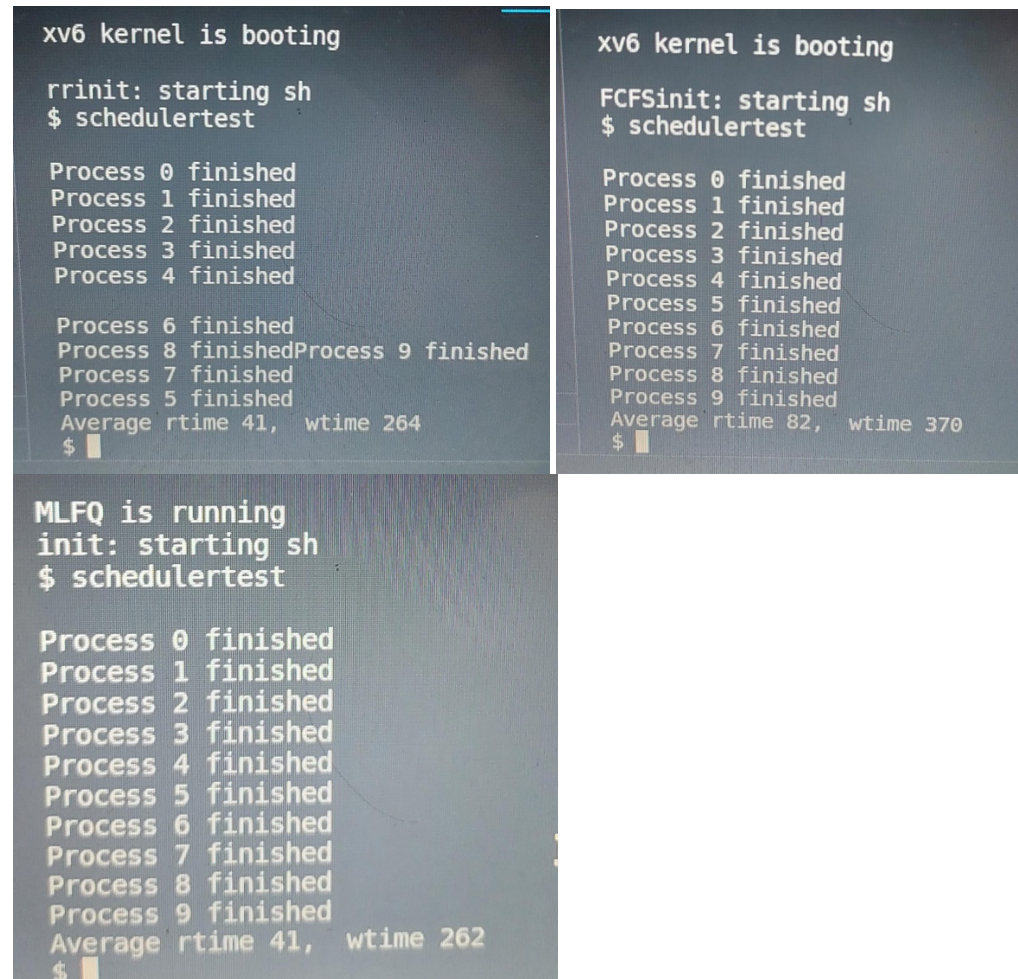 xv6 kernel is booting
rrinit: starting sh
$ schedulertest
Process 0 finished
Process 1 finished
Process 2 finished
Process 3 finished
Process 4 finished
Process 6 finished
Process 8 finishedProcess 9 finished
Process 7 finished
Process 5 finished
Average rtime 41,  wtime 264
$
xv6 kernel is booting
FCFSinit: starting sh
$ schedulertest
Process 0 finished
Process 1 finished
Process 2 finished
Process 3 finished
Process 4 finished
Process 5 finished
Process 6 finished
Process 7 finished
Process 8 finished
Process 9 finished
Average rtime 82,  wtime 370
$
MLFQ is running
init: starting sh
$ schedulertest
Process 0 finished
Process 1 finished
Process 2 finished
Process 3 finished
Process 4 finished
Process 5 finished
Process 6 finished
Process 7 finished
Process 8 finished
Process 9 finished
Average rtime 41,  wtime 262
$